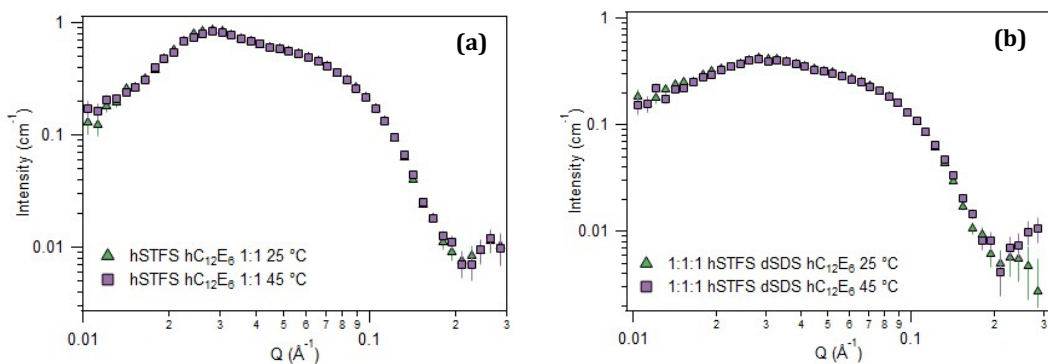 (a)
1
0.1
0.01
Intensity (cm⁻¹)
hSTFS hC₁₂E₆ 1:1 25 °C
hSTFS hC₁₂E₆ 1:1 45 °C
0.01 2 3 4 5 6 7 8 9 0.1 2 3
Q (Å⁻¹)
(b)
1
0.1
0.01
Intensity (cm⁻¹)
1:1:1 hSTFS dSDS hC₁₂E₆ 25 °C
1:1:1 hSTFS dSDS hC₁₂E₆ 45 °C
0.01 2 3 4 5 6 7 8 9 0.1 2 3
Q (Å⁻¹)